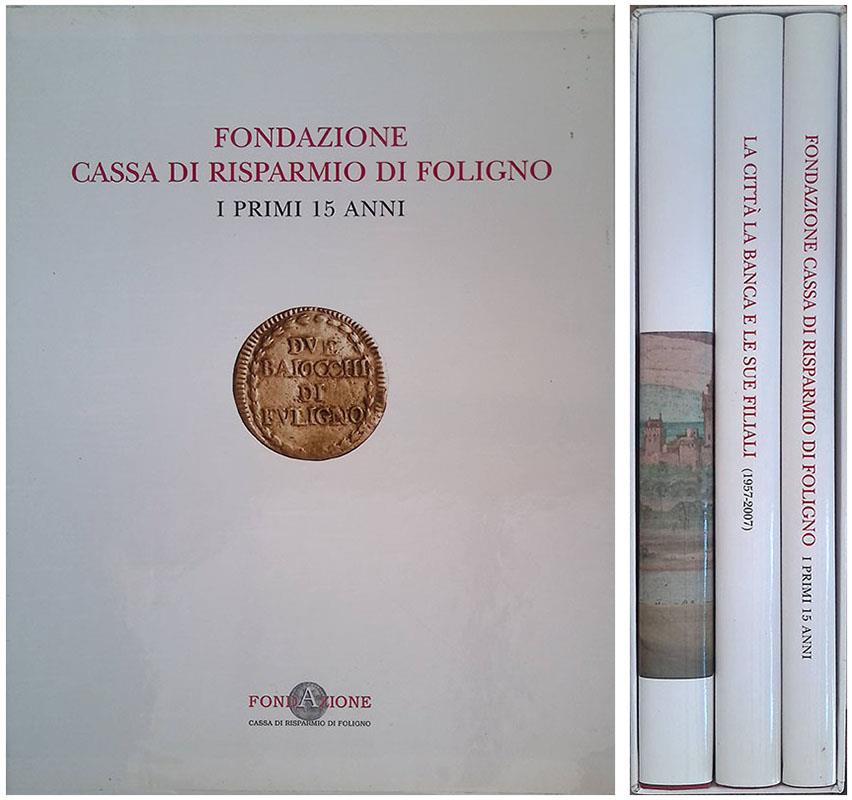 FONDAZIONE
CASSA DI RISPARMIO DI FOLIGNO
I PRIMI 15 ANNI
DVE
BAIOCCHI
DI
FVLIGNO
FONDAZIONE
CASSA DI RISPARMIO DI FOLIGNO
LA CITTÀ LA BANCA E LE SUE FILIALI (1957-2007)
FONDAZIONE CASSA DI RISPARMIO DI FOLIGNO I PRIMI 15 ANNI